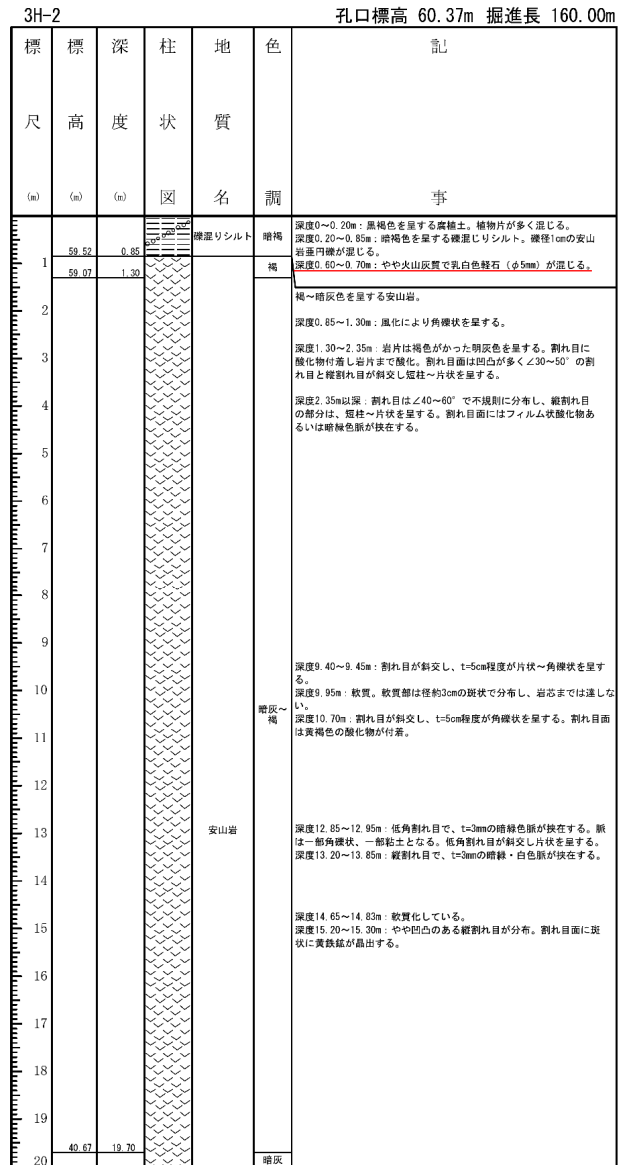 3H-2 孔口標高 60.37m 掘進長 160.00m
標尺(m) 標高(m) 深度(m) 柱状図 地質名 色調 記事
礫混りシルト 暗褐
59.52 0.85
1
褐
59.07 1.30
深度0~0.20m:黒褐色を呈する腐植土。植物片が多く混じる。
深度0.20~0.85m:暗褐色を呈する礫混じりシルト。礫径1cmの安山
岩亜円礫が混じる。
深度0.60~0.70m:やや火山灰質で乳白色軽石(φ5mm)が混じる。
褐~暗灰色を呈する安山岩。
2
深度0.85~1.30m:風化により角礫状を呈する。
深度1.30~2.35m:岩片は褐色がかった明灰色を呈する。割れ目に
酸化物付着し岩片まで酸化。割れ目面は凹凸が多く∠30~50°の割
れ目と縦割れ目が斜交し短柱~片状を呈する。
3
深度2.35m以深:割れ目は∠40~60°で不規則に分布し、縦割れ目
の部分は、短柱~片状を呈する。割れ目面にはフィルム状酸化物あ
るいは暗緑色脈が挟在する。
4
5
6
7
8
9
深度9.40~9.45m:割れ目が斜交し、t=5cm程度が片状~角礫状を呈す
る。
深度9.95m:軟質。軟質部は径約3cmの斑状で分布し、岩芯までは達しな
い。
深度10.70m:割れ目が斜交し、t=5cm程度が角礫状を呈する。割れ目面
は黄褐色の酸化物が付着。
10
暗灰~
褐
11
12
13
安山岩
深度12.85~12.95m:低角割れ目で、t=3mmの暗緑色脈が挟在する。脈
は一部角礫状、一部粘土となる。低角割れ目が斜交し片状を呈する。
深度13.20~13.85m:縦割れ目で、t=3mmの暗緑・白色脈が挟在する。
14
深度14.65~14.83m:軟質化している。
深度15.20~15.30m:やや凹凸のある縦割れ目が分布。割れ目面に斑
状に黄鉄鉱が晶出する。
15
16
17
18
19
40.67 19.70
20
暗灰